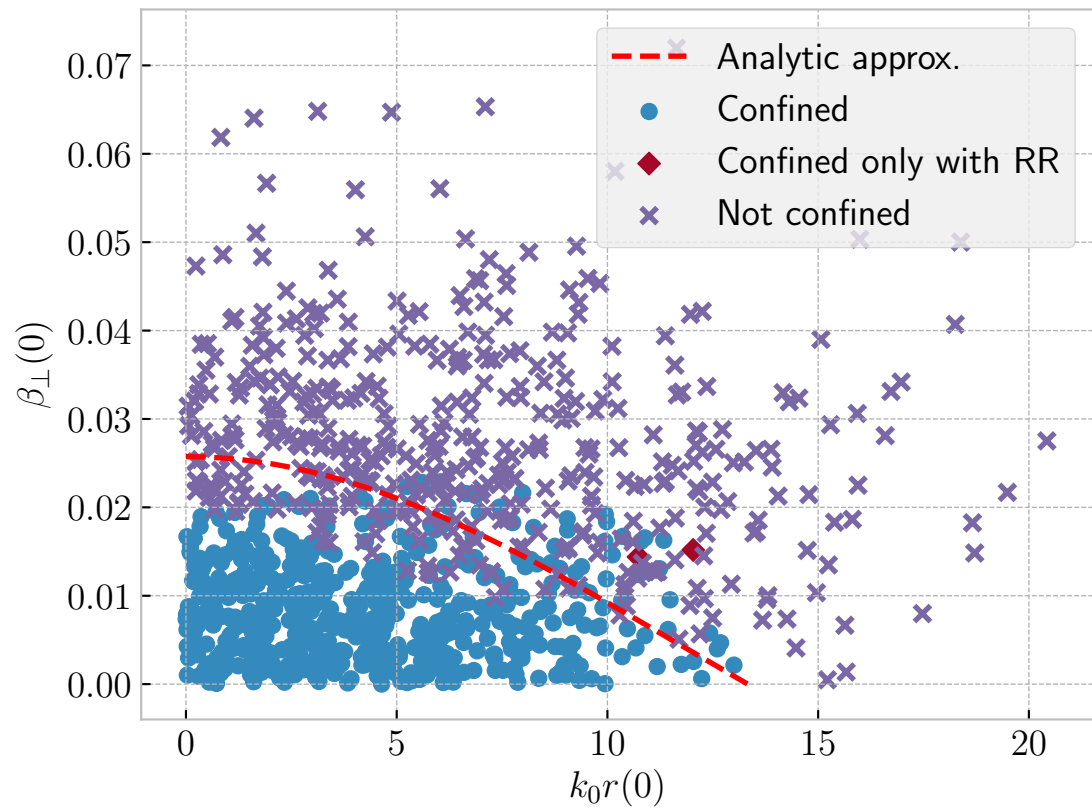 0.07
0.06
0.05
0.04
0.03
0.02
0.01
0.00
β⊥(0)
Analytic approx.
Confined
Confined only with RR
Not confined
0 5 10 15 20
k₀r(0)